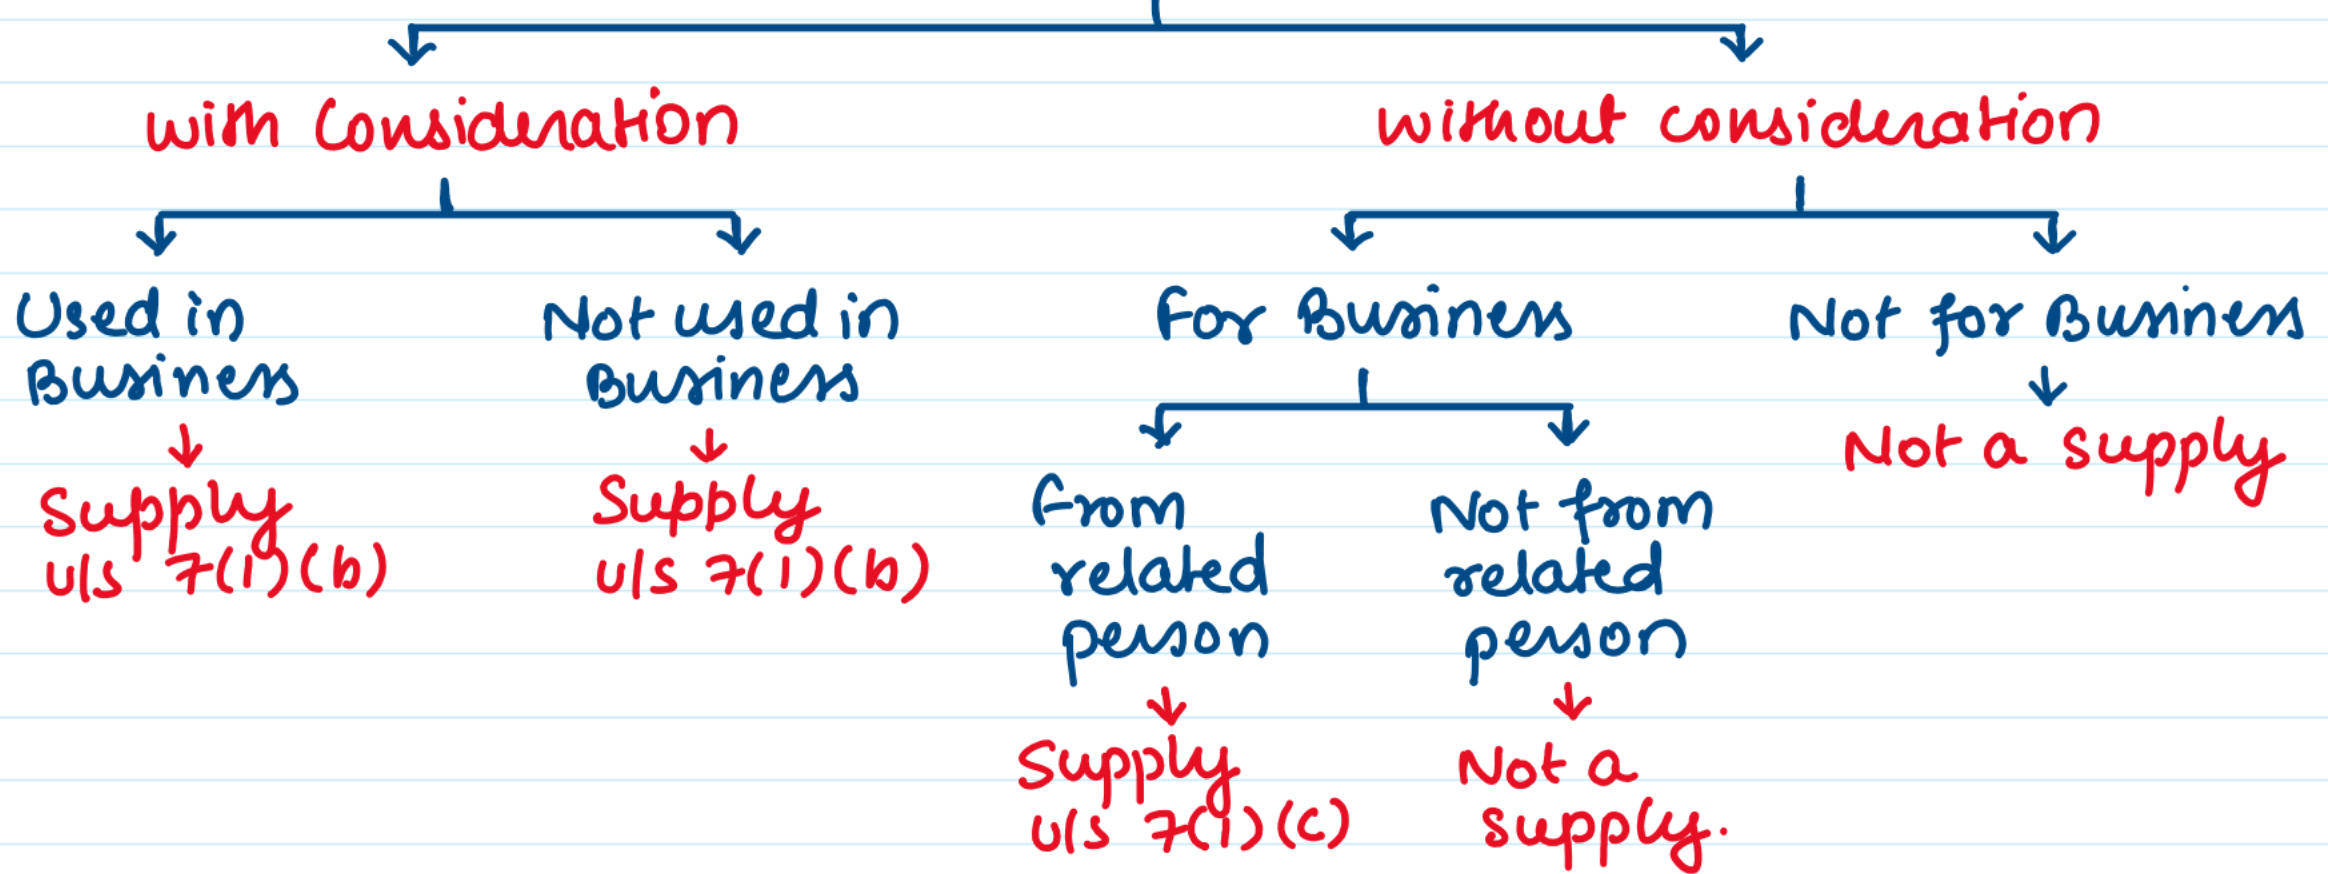 with Consideration
without consideration
Used in
Business
Supply
u/s 7(1)(b)
Not used in
Business
Supply
u/s 7(1)(b)
For Business
From
related
person
Supply
u/s 7(1)(c)
Not from
related
person
Not a
supply.
Not for Business
Not a supply